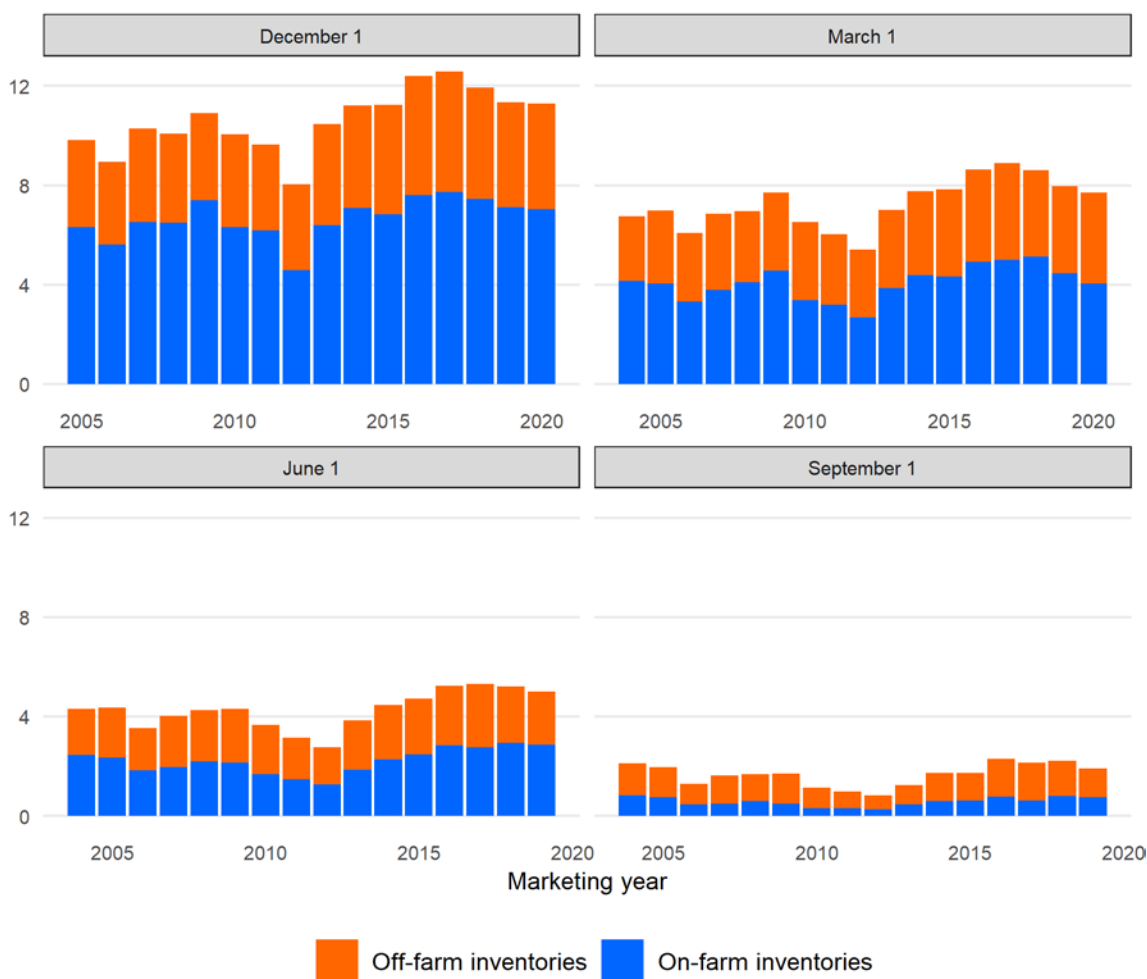 December 1
March 1
12
8
4
0
2005 2010 2015 2020
2005 2010 2015 2020
June 1
September 1
12
8
4
0
2005 2010 2015 2020
2005 2010 2015 2020
Marketing year
Off-farm inventories
On-farm inventories